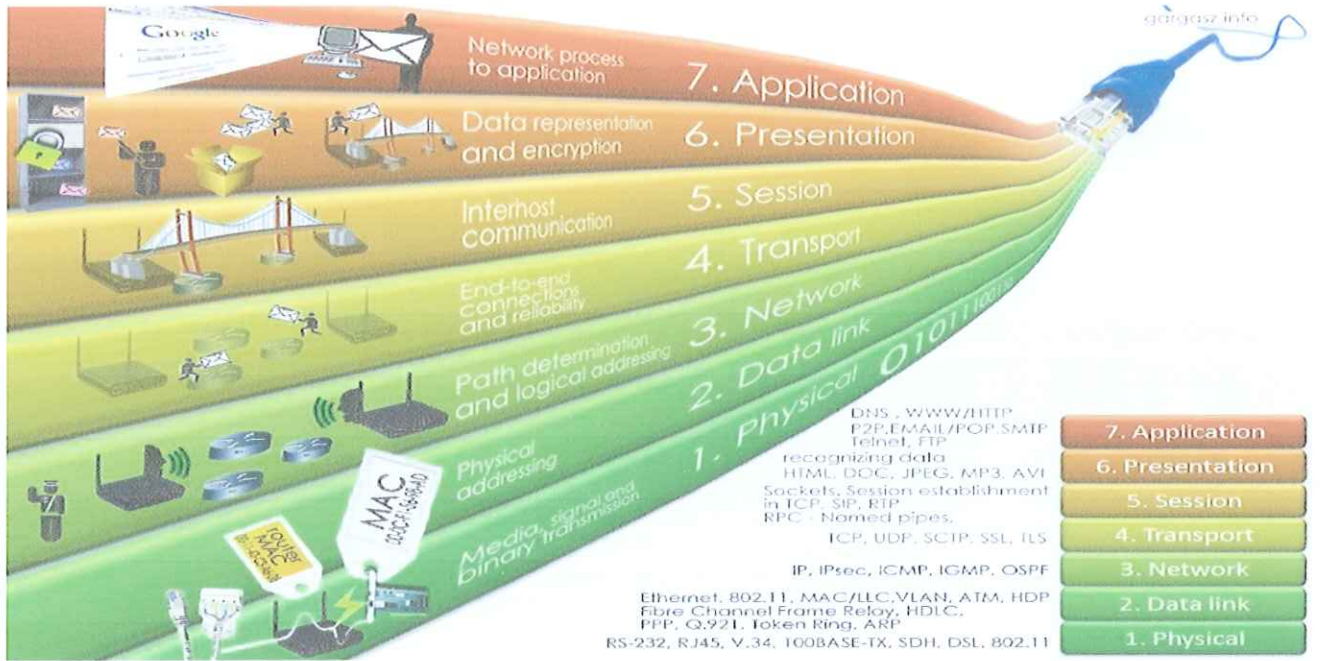 gargasz.info
Google
Network process
to application
7. Application
Data representation
and encryption
6. Presentation
Interhost
communication
5. Session
End-to-end
connections
and reliability
4. Transport
Path determination
and logical addressing
3. Network
Physical
addressing
2. Data link
Media, signal and
binary transmission
1. Physical
MAC
router
MAC
DNS , WWW/HTTP
P2P,EMAIL/POP,SMTP
Telnet, FTP
7. Application
recognizing data
HTML, DOC, JPEG, MP3, AVI
6. Presentation
Sockets, Session establishment
in TCP, SIP, RTP
RPC - Named pipes.
5. Session
TCP, UDP, SCTP, SSL, TLS
4. Transport
IP, IPsec, ICMP, IGMP, OSPF
3. Network
Ethernet, 802.11, MAC/LLC,VLAN, ATM, HDP
Fibre Channel Frame Relay, HDLC,
PPP, Q.921, Token Ring, ARP
2. Data link
RS-232, RJ45, V.34, 100BASE-TX, SDH, DSL, 802.11
1. Physical